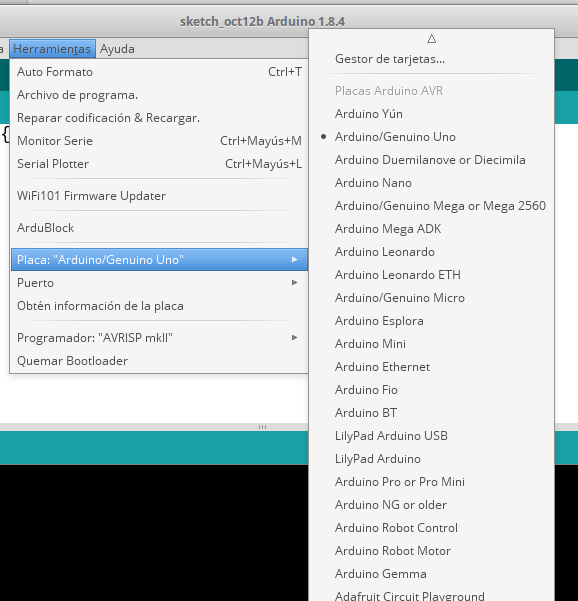 sketch_oct12b Arduino 1.8.4
Herramientas Ayuda
Auto Formato Ctrl+T
Archivo de programa.
Reparar codificación & Recargar.
Monitor Serie Ctrl+Mayús+M
Serial Plotter Ctrl+Mayús+L
WiFi101 Firmware Updater
ArduBlock
Placa: "Arduino/Genuino Uno"
Puerto
Obtén información de la placa
Programador: "AVRISP mkII"
Quemar Bootloader
{
Gestor de tarjetas...
Placas Arduino AVR
Arduino Yún
Arduino/Genuino Uno
Arduino Duemilanove or Diecimila
Arduino Nano
Arduino/Genuino Mega or Mega 2560
Arduino Mega ADK
Arduino Leonardo
Arduino Leonardo ETH
Arduino/Genuino Micro
Arduino Esplora
Arduino Mini
Arduino Ethernet
Arduino Fio
Arduino BT
LilyPad Arduino USB
LilyPad Arduino
Arduino Pro or Pro Mini
Arduino NG or older
Arduino Robot Control
Arduino Robot Motor
Arduino Gemma
Adafruit Circuit Playground